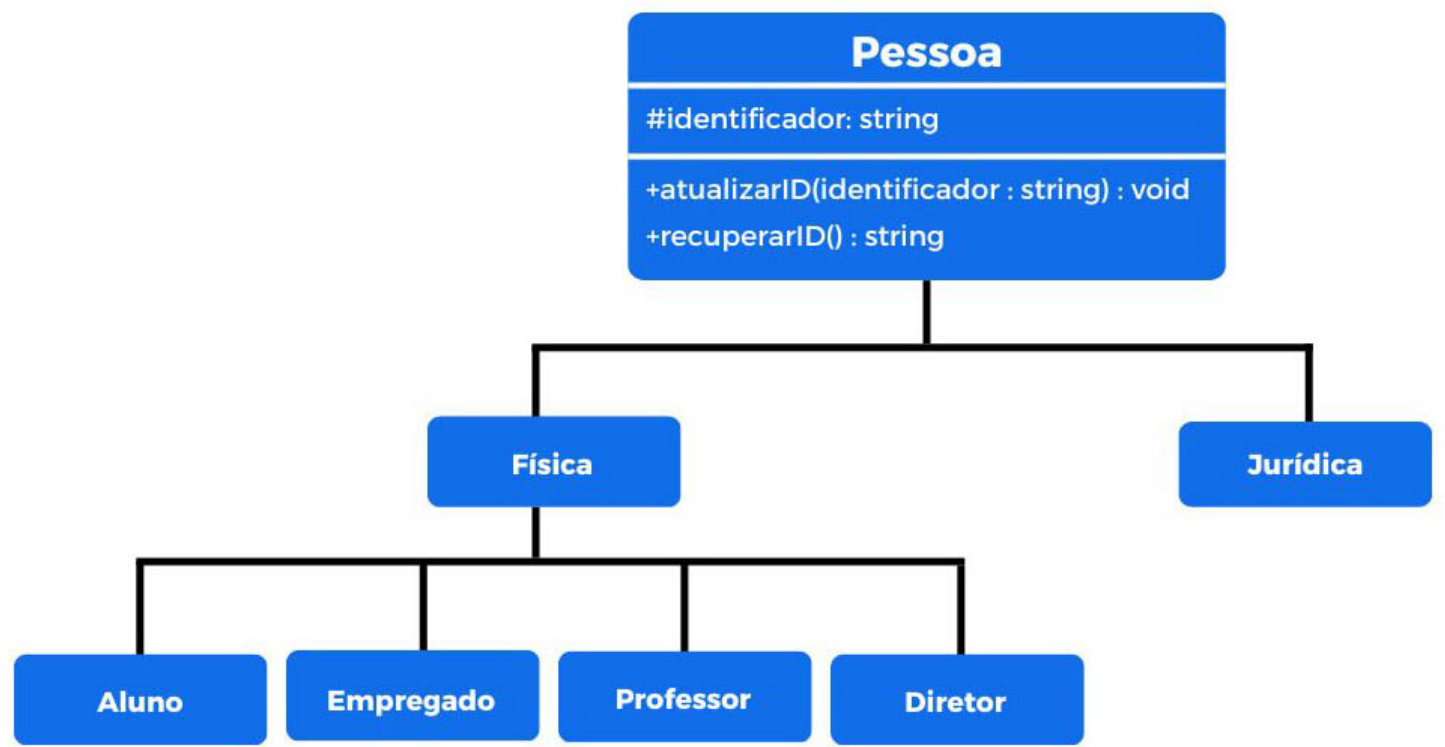 Pessoa
#identificador: string
+atualizarID(identificador : string) : void
+recuperarID() : string
Física
Jurídica
Aluno
Empregado
Professor
Diretor